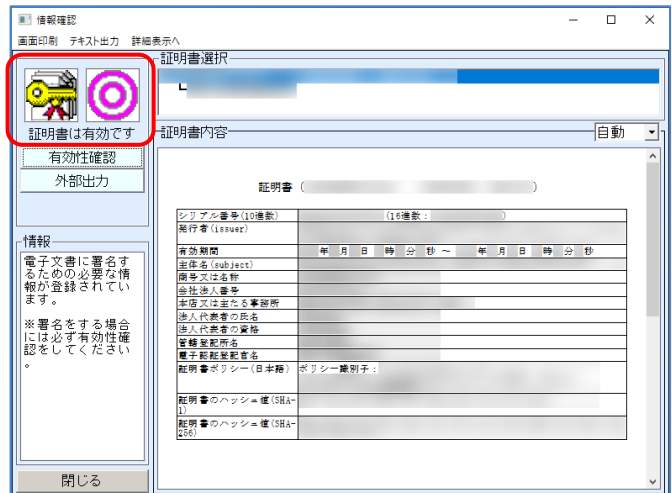 情報確認
画面印刷 テキスト出力 詳細表示へ
証明書は有効です
有効性確認
外部出力
情報
電子文書に署名す
るための必要な情
報が登録されてい
ます。
※署名をする場合
には必ず有効性確
認をしてください
。
閉じる
証明書選択
証明書内容
自動
証明書 ( )
シリアル番号(10進数) (16進数: )
発行者(issuer)
有効期間 年 月 日 時 分 秒 ~ 年 月 日 時 分 秒
主体名(subject)
商号又は名称
会社法人番号
本店又は主たる事務所
法人代表者の氏名
法人代表者の資格
管轄登記所名
電子認証登記官名
証明書ポリシー(日本語) ポリシー識別子:
証明書のハッシュ値(SHA-
1)
証明書のハッシュ値(SHA-
256)